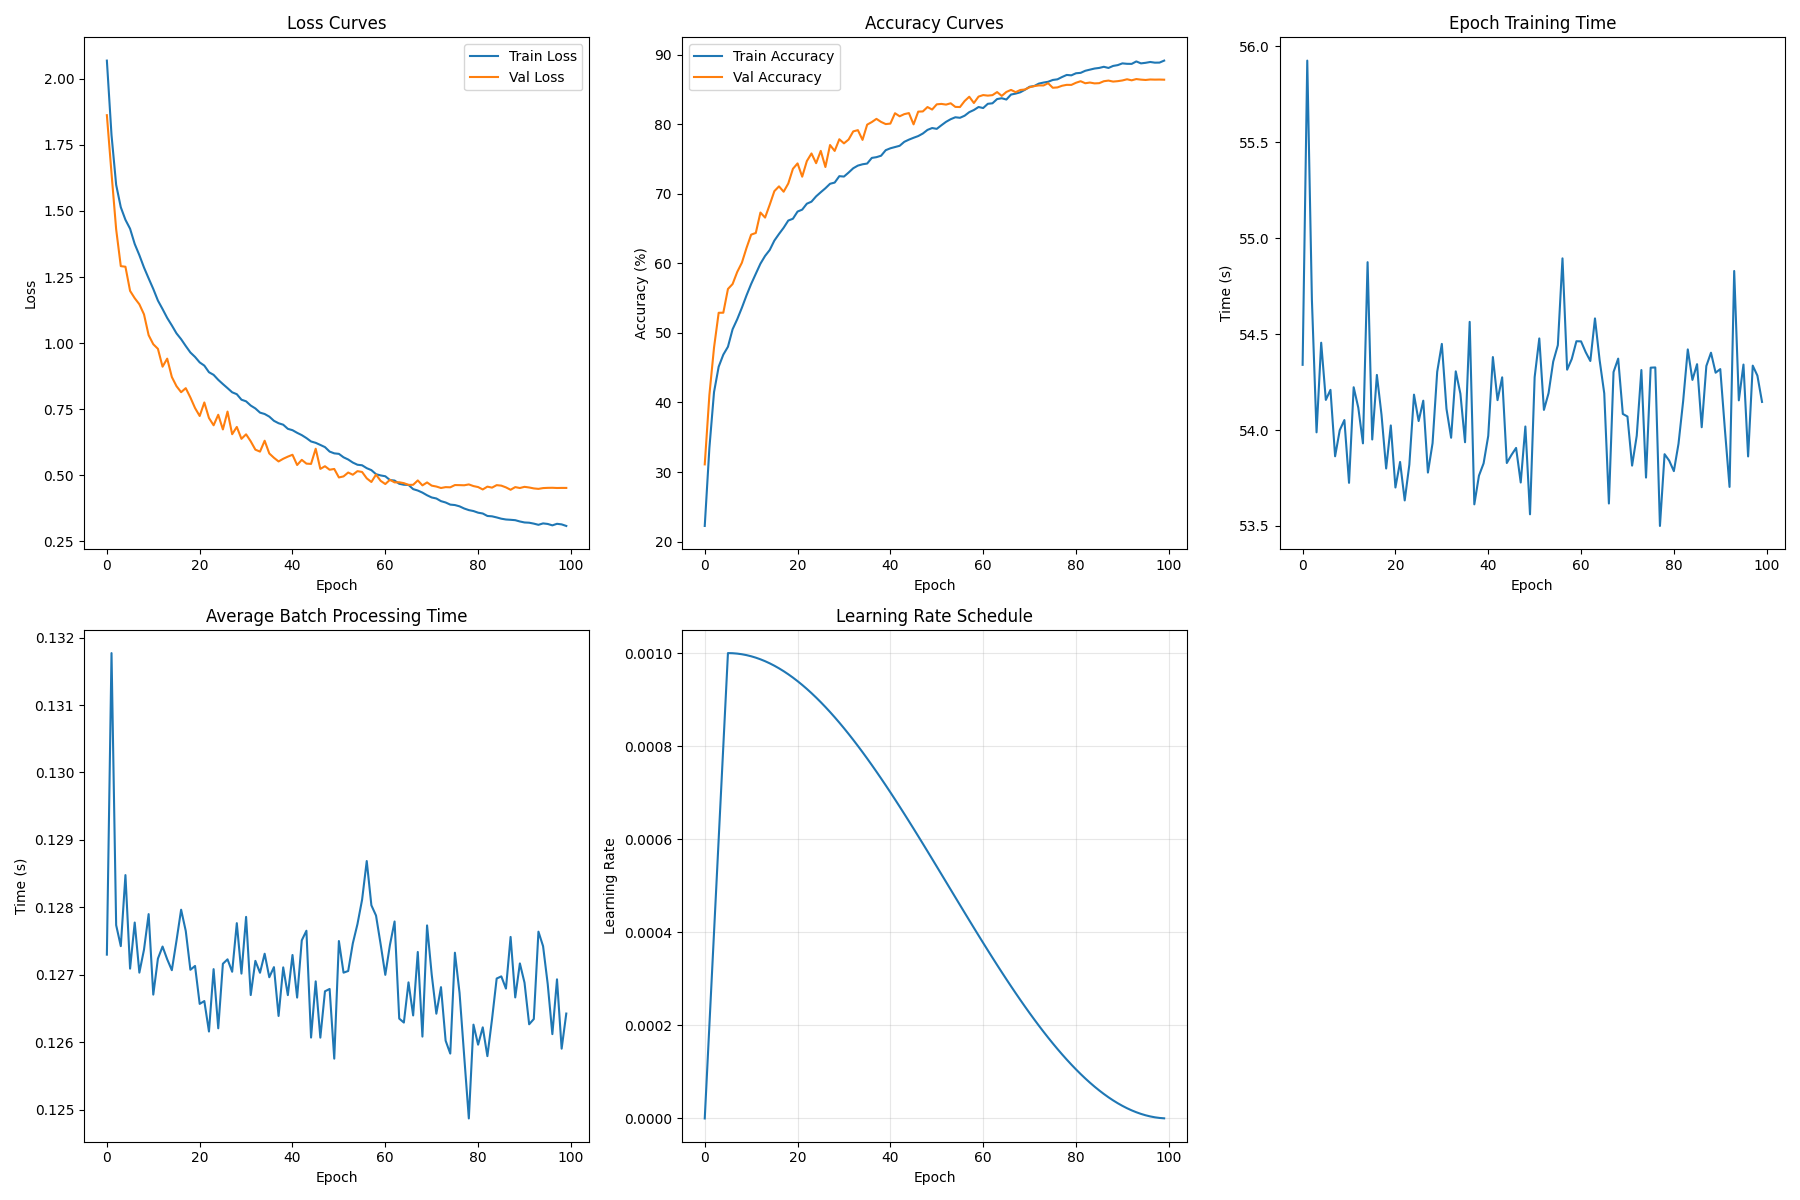 Loss Curves
Train Loss
Val Loss
2.00
1.75
1.50
1.25
1.00
0.75
0.50
0.25
Loss
0 20 40 60 80 100
Epoch
Accuracy Curves
Train Accuracy
Val Accuracy
90
80
70
60
50
40
30
20
Accuracy (%)
0 20 40 60 80 100
Epoch
Epoch Training Time
56.0
55.5
55.0
54.5
54.0
53.5
Time (s)
0 20 40 60 80 100
Epoch
Average Batch Processing Time
0.132
0.131
0.130
0.129
0.128
0.127
0.126
0.125
Time (s)
0 20 40 60 80 100
Epoch
Learning Rate Schedule
0.0010
0.0008
0.0006
0.0004
0.0002
0.0000
Learning Rate
0 20 40 60 80 100
Epoch